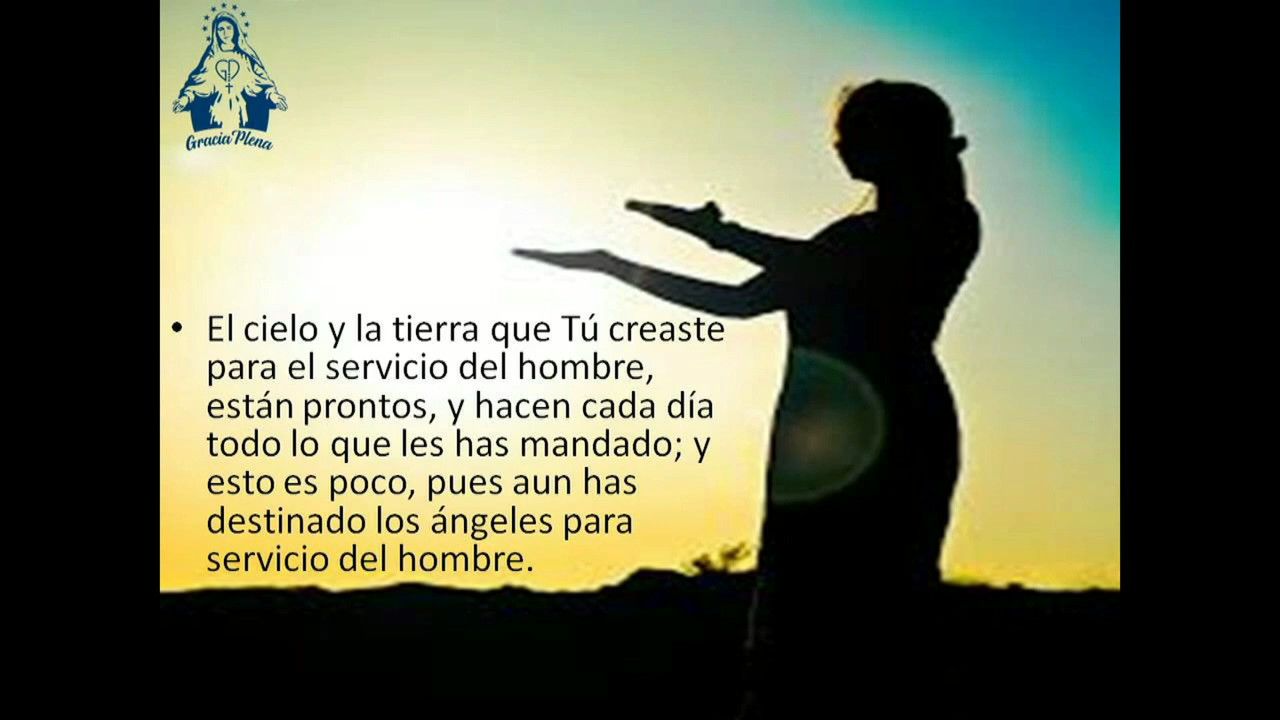 Gracia Plena
• El cielo y la tierra que Tú creaste
para el servicio del hombre,
están prontos, y hacen cada día
todo lo que les has mandado; y
esto es poco, pues aun has
destinado los ángeles para
servicio del hombre.